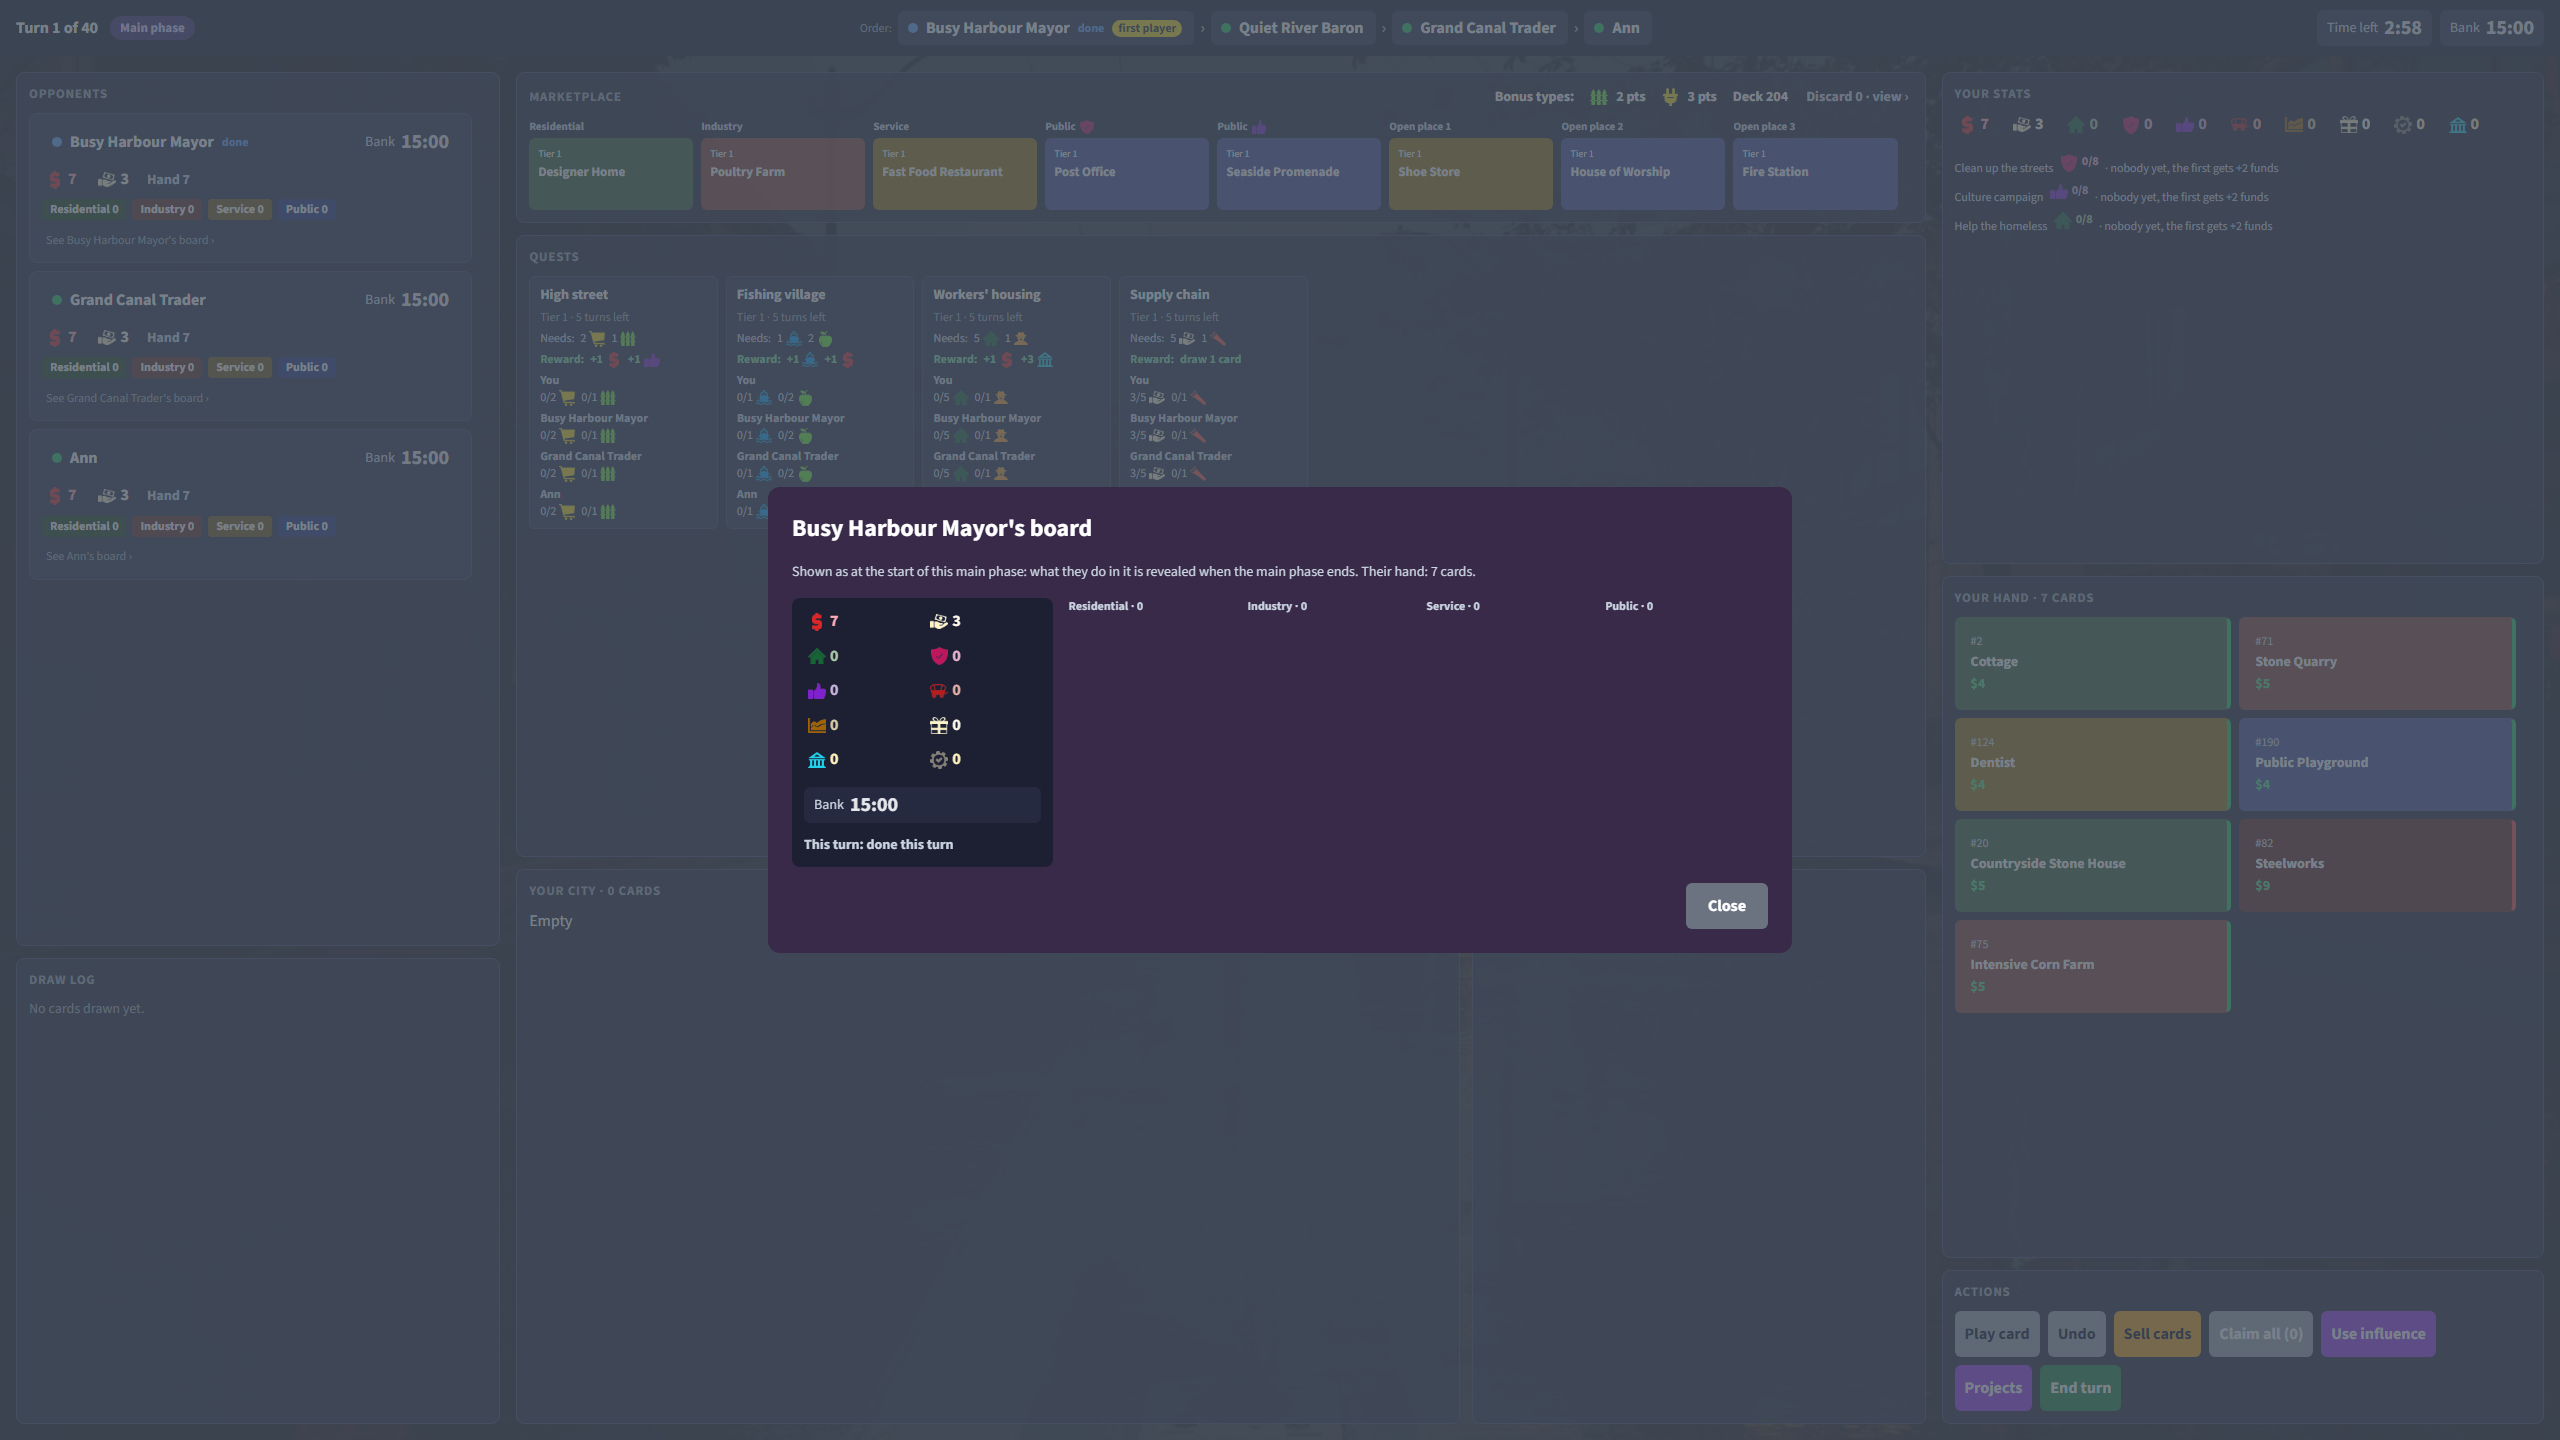 Turn 1 of 40 Main phase
Order: Busy Harbour Mayor done first player › Quiet River Baron › Grand Canal Trader › Ann
Time left 2:58 Bank 15:00
OPPONENTS
Busy Harbour Mayor done Bank 15:00
7 3 Hand 7
Residential 0 Industry 0 Service 0 Public 0
See Busy Harbour Mayor's board ›
Grand Canal Trader Bank 15:00
7 3 Hand 7
Residential 0 Industry 0 Service 0 Public 0
See Grand Canal Trader's board ›
Ann Bank 15:00
7 3 Hand 7
Residential 0 Industry 0 Service 0 Public 0
See Ann's board ›
DRAW LOG
No cards drawn yet.
MARKETPLACE
Bonus types: 2 pts 3 pts Deck 204 Discard 0 · view ›
Residential Industry Service Public Public Open place 1 Open place 2 Open place 3
Tier 1 Tier 1 Tier 1 Tier 1 Tier 1 Tier 1 Tier 1 Tier 1
Designer Home Poultry Farm Fast Food Restaurant Post Office Seaside Promenade Shoe Store House of Worship Fire Station
QUESTS
High street
Tier 1 · 5 turns left
Needs: 2 1
Reward: +1 +1
You
0/2 0/1
Busy Harbour Mayor
0/2 0/1
Grand Canal Trader
0/2 0/1
Ann
0/2 0/1
Fishing village
Tier 1 · 5 turns left
Needs: 1 2
Reward: +1 +1
You
0/1 0/2
Busy Harbour Mayor
0/1 0/2
Grand Canal Trader
0/1 0/2
Ann
0/1
Workers' housing
Tier 1 · 5 turns left
Needs: 5 1
Reward: +1 +3
You
0/5 0/1
Busy Harbour Mayor
0/5 0/1
Grand Canal Trader
0/5 0/1
Supply chain
Tier 1 · 5 turns left
Needs: 5 1
Reward: draw 1 card
You
3/5 0/1
Busy Harbour Mayor
3/5 0/1
Grand Canal Trader
3/5 0/1
Busy Harbour Mayor's board
Shown as at the start of this main phase: what they do in it is revealed when the main phase ends. Their hand: 7 cards.
7 3
0 0
0 0
0 0
0 0
Bank 15:00
This turn: done this turn
Residential · 0 Industry · 0 Service · 0 Public · 0
Close
YOUR CITY · 0 CARDS
Empty
YOUR STATS
7 3 0 0 0 0 0 0 0 0
Clean up the streets 0/8 · nobody yet, the first gets +2 funds
Culture campaign 0/8 · nobody yet, the first gets +2 funds
Help the homeless 0/8 · nobody yet, the first gets +2 funds
YOUR HAND · 7 CARDS
#2
Cottage
$4
#71
Stone Quarry
$5
#124
Dentist
$4
#190
Public Playground
$4
#20
Countryside Stone House
$5
#82
Steelworks
$9
#75
Intensive Corn Farm
$5
ACTIONS
Play card Undo Sell cards Claim all (0) Use influence
Projects End turn